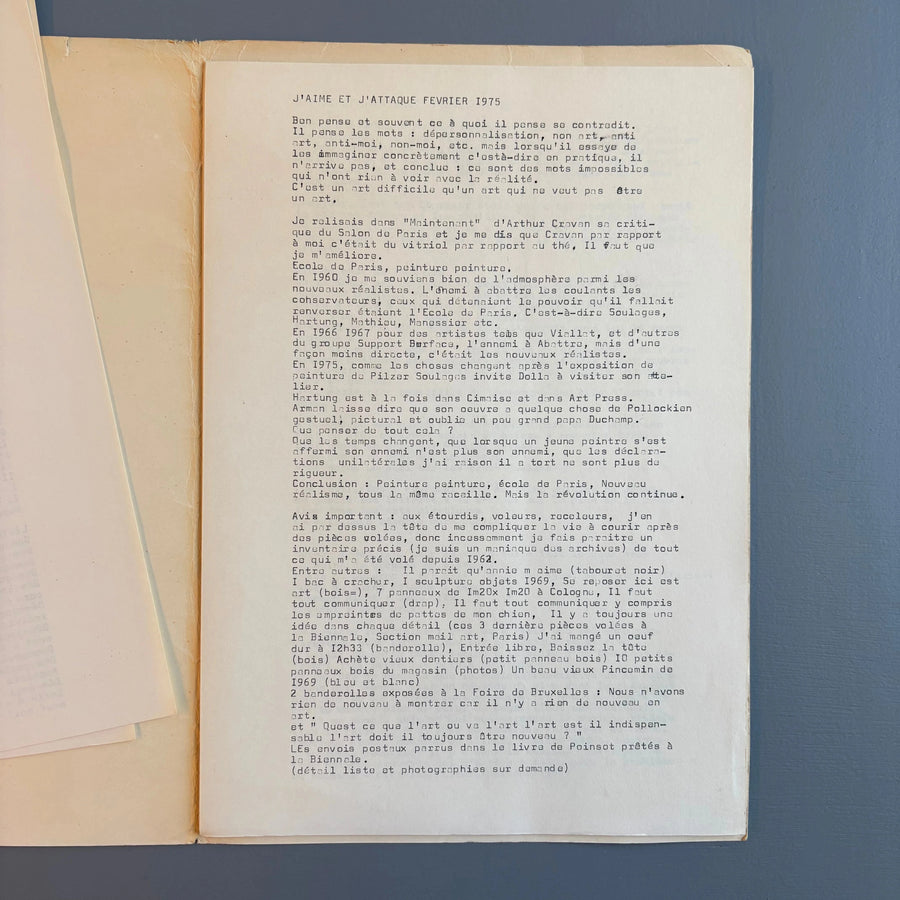 J'AIME ET J'ATTAQUE FEVRIER I975
Ben pense et souvent ce à quoi il pense se contredit.
Il pense les mots : dépersonnalisation, non art, anti
art, anti-moi, non-moi, etc. mais lorsqu'il essaye de
les immaginer concrètement c'està-dire en pratique, il
n'arrive pas, et conclue : ce sont des mots impossibles
qui n'ont rien à voir avec la réalité.
C'est un art difficile qu'un art qui ne veut pas être
un art.
Je relisais dans "Maintenant" d'Arthur Cravan sa criti-
que du Salon de Paris et je me dis que Cravan par rapport
à moi c'était du vitriol par rapport au thé, Il faut que
je m'améliore.
Ecole de Paris, peinture peinture.
En I960 je me souviens bien de l'admosphère parmi les
nouveaux réalistes. L'énemi à abattre les coulants les
conservateurs, ceux qui détenaient le pouvoir qu'il fallait
renverser étaient l'Ecole de Paris. C'est-à-dire Soulages,
Hartung, Mathieu, Manessier etc.
En I966 I967 pour des artistes tels que Viallat, et d'autres
du groupe Support Surface, l'ennemi à Abattre, mais d'une
façon moins directe, c'était les nouveaux réalistes.
En I975, comme les choses changent après l'exposition de
peinture de Pilzer Soulages invite Dolla à visiter son ate-
lier.
Hartung est à la fois dans Cimaise et dans Art Press.
Arman laisse dire que son oeuvre a quelque chose de Pollockien
gestuel, pictural et oublie un peu grand papa Duchamp.
Que penser de tout cela ?
Que les temps changent, que lorsque un jeune peintre s'est
affermi son ennemi n'est plus son ennemi, que les déclara-
tions unilatérales j'ai raison il a tort ne sont plus de
rigueur.
Conclusion : Peinture peinture, école de Paris, Nouveau
réalisme, tous la même racaille. Mais la révolution continue.
Avis important : aux étourdis, voleurs, receleurs, j'en
ai par dessus la tête de me compliquer la vie à courir après
des pièces volées, donc incessamment je fais paraitre un
inventaire précis (je suis un maniaque des archives) de tout
ce qui m'a été volé depuis I962.
Entre autres : Il parait qu'annie m aime (tabouret noir)
I bac à cracher, I sculpture objets I969, Se reposer ici est
art (bois=), 7 panneaux de Im20x Im20 à Cologne, Il faut
tout communiquer (drap), Il faut tout communiquer y compris
les empreintes de pattes de mon chien, Il y a toujours une
idée dans chaque détail (ces 3 dernière pièces volées à
la Biennale, Section mail art, Paris) J'ai mangé un oeuf
dur à I2h33 (banderolle), Entrée libre, Baissez la tête
(bois) Achète vieux dentiers (petit panneau bois) IO petits
panneaux bois du magasin (photos) Un beau vieux Pincemin de
I969 (bleu et blanc)
2 banderolles exposées à la Foire de Bruxelles : Nous n'avons
rien de nouveau à montrer car il n'y a rien de nouveau en
art.
et " Quest ce que l'art ou va l'art l'art est il indispen-
sable l'art doit il toujours être nouveau ? "
LEs envois postaux parrus dans le livre de Poinsot prêtés à
la Biennale.
(détail liste et photographies sur demande)